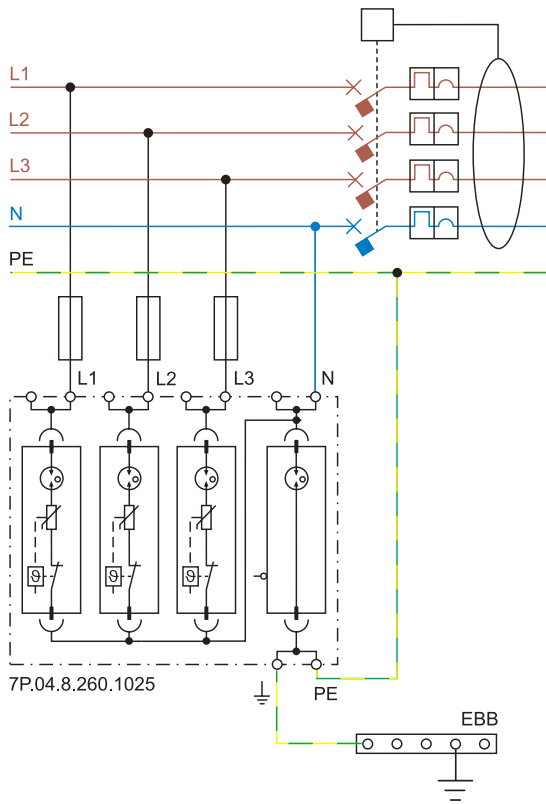 L1
L2
L3
N
PE
L1 L2 L3 N
ϑ ϑ ϑ
7P.04.8.260.1025
PE
EBB